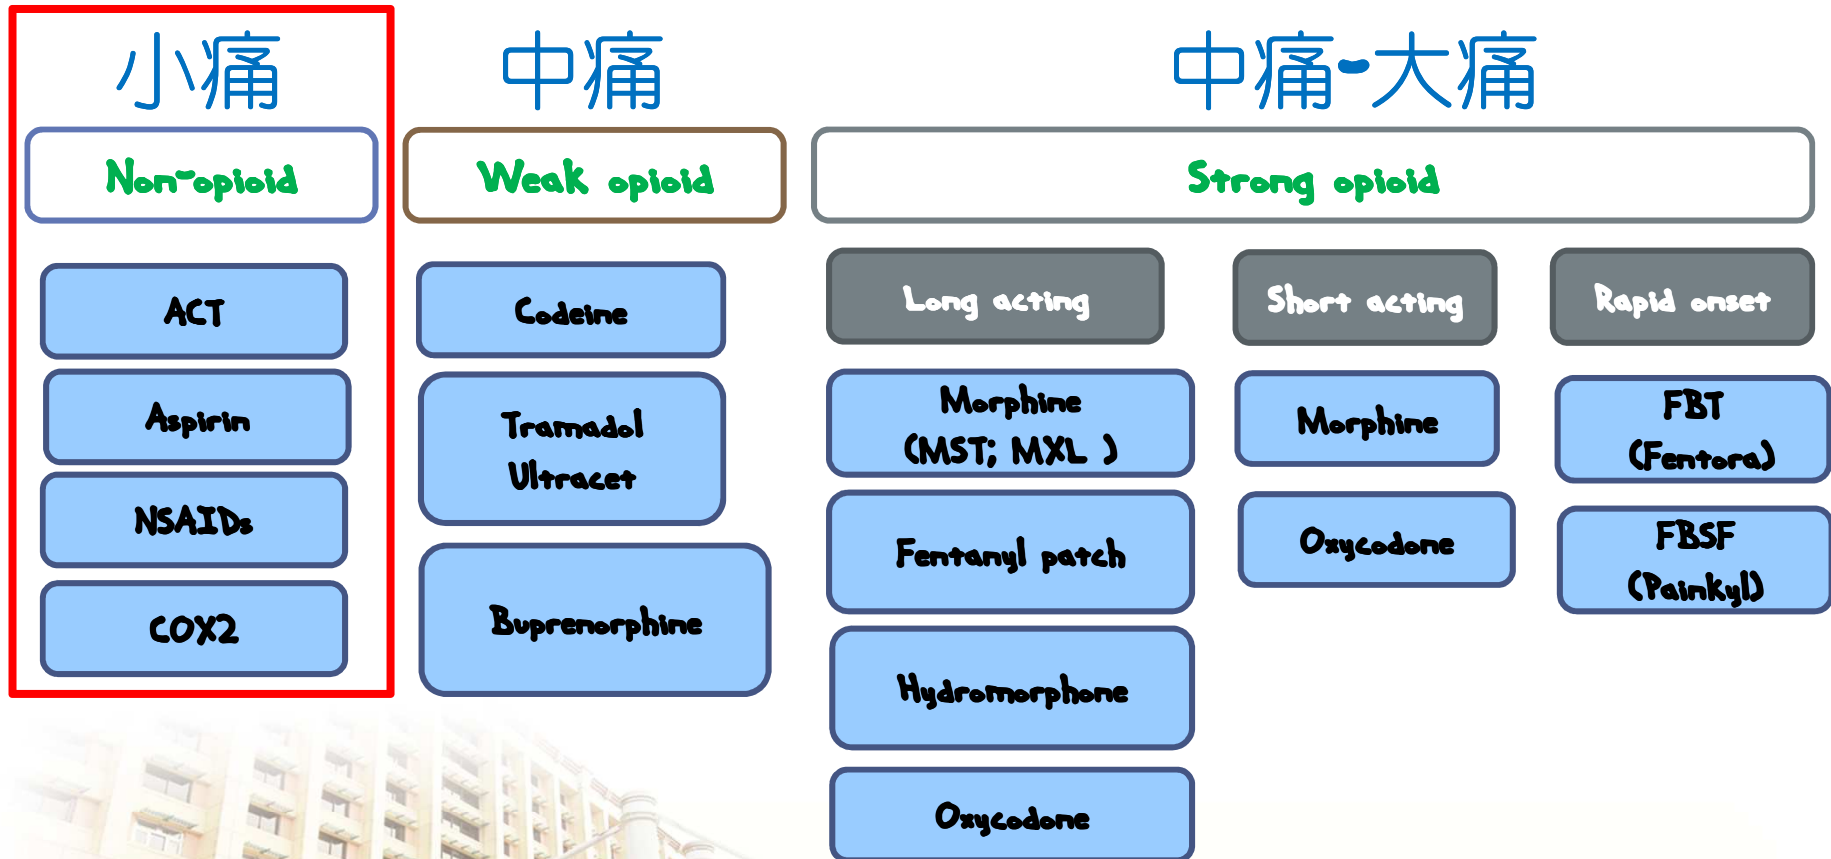 小痛
Non-opioid
ACT
Aspirin
NSAIDs
COX2
中痛
Weak opioid
Codeine
Tramadol
Ultracet
Buprenorphine
中痛-大痛
Strong opioid
Long acting
Morphine
(MST; MXL )
Fentanyl patch
Hydromorphone
Oxycodone
Short acting
Morphine
Oxycodone
Rapid onset
FBT
(Fentora)
FBSF
(Painkyl)